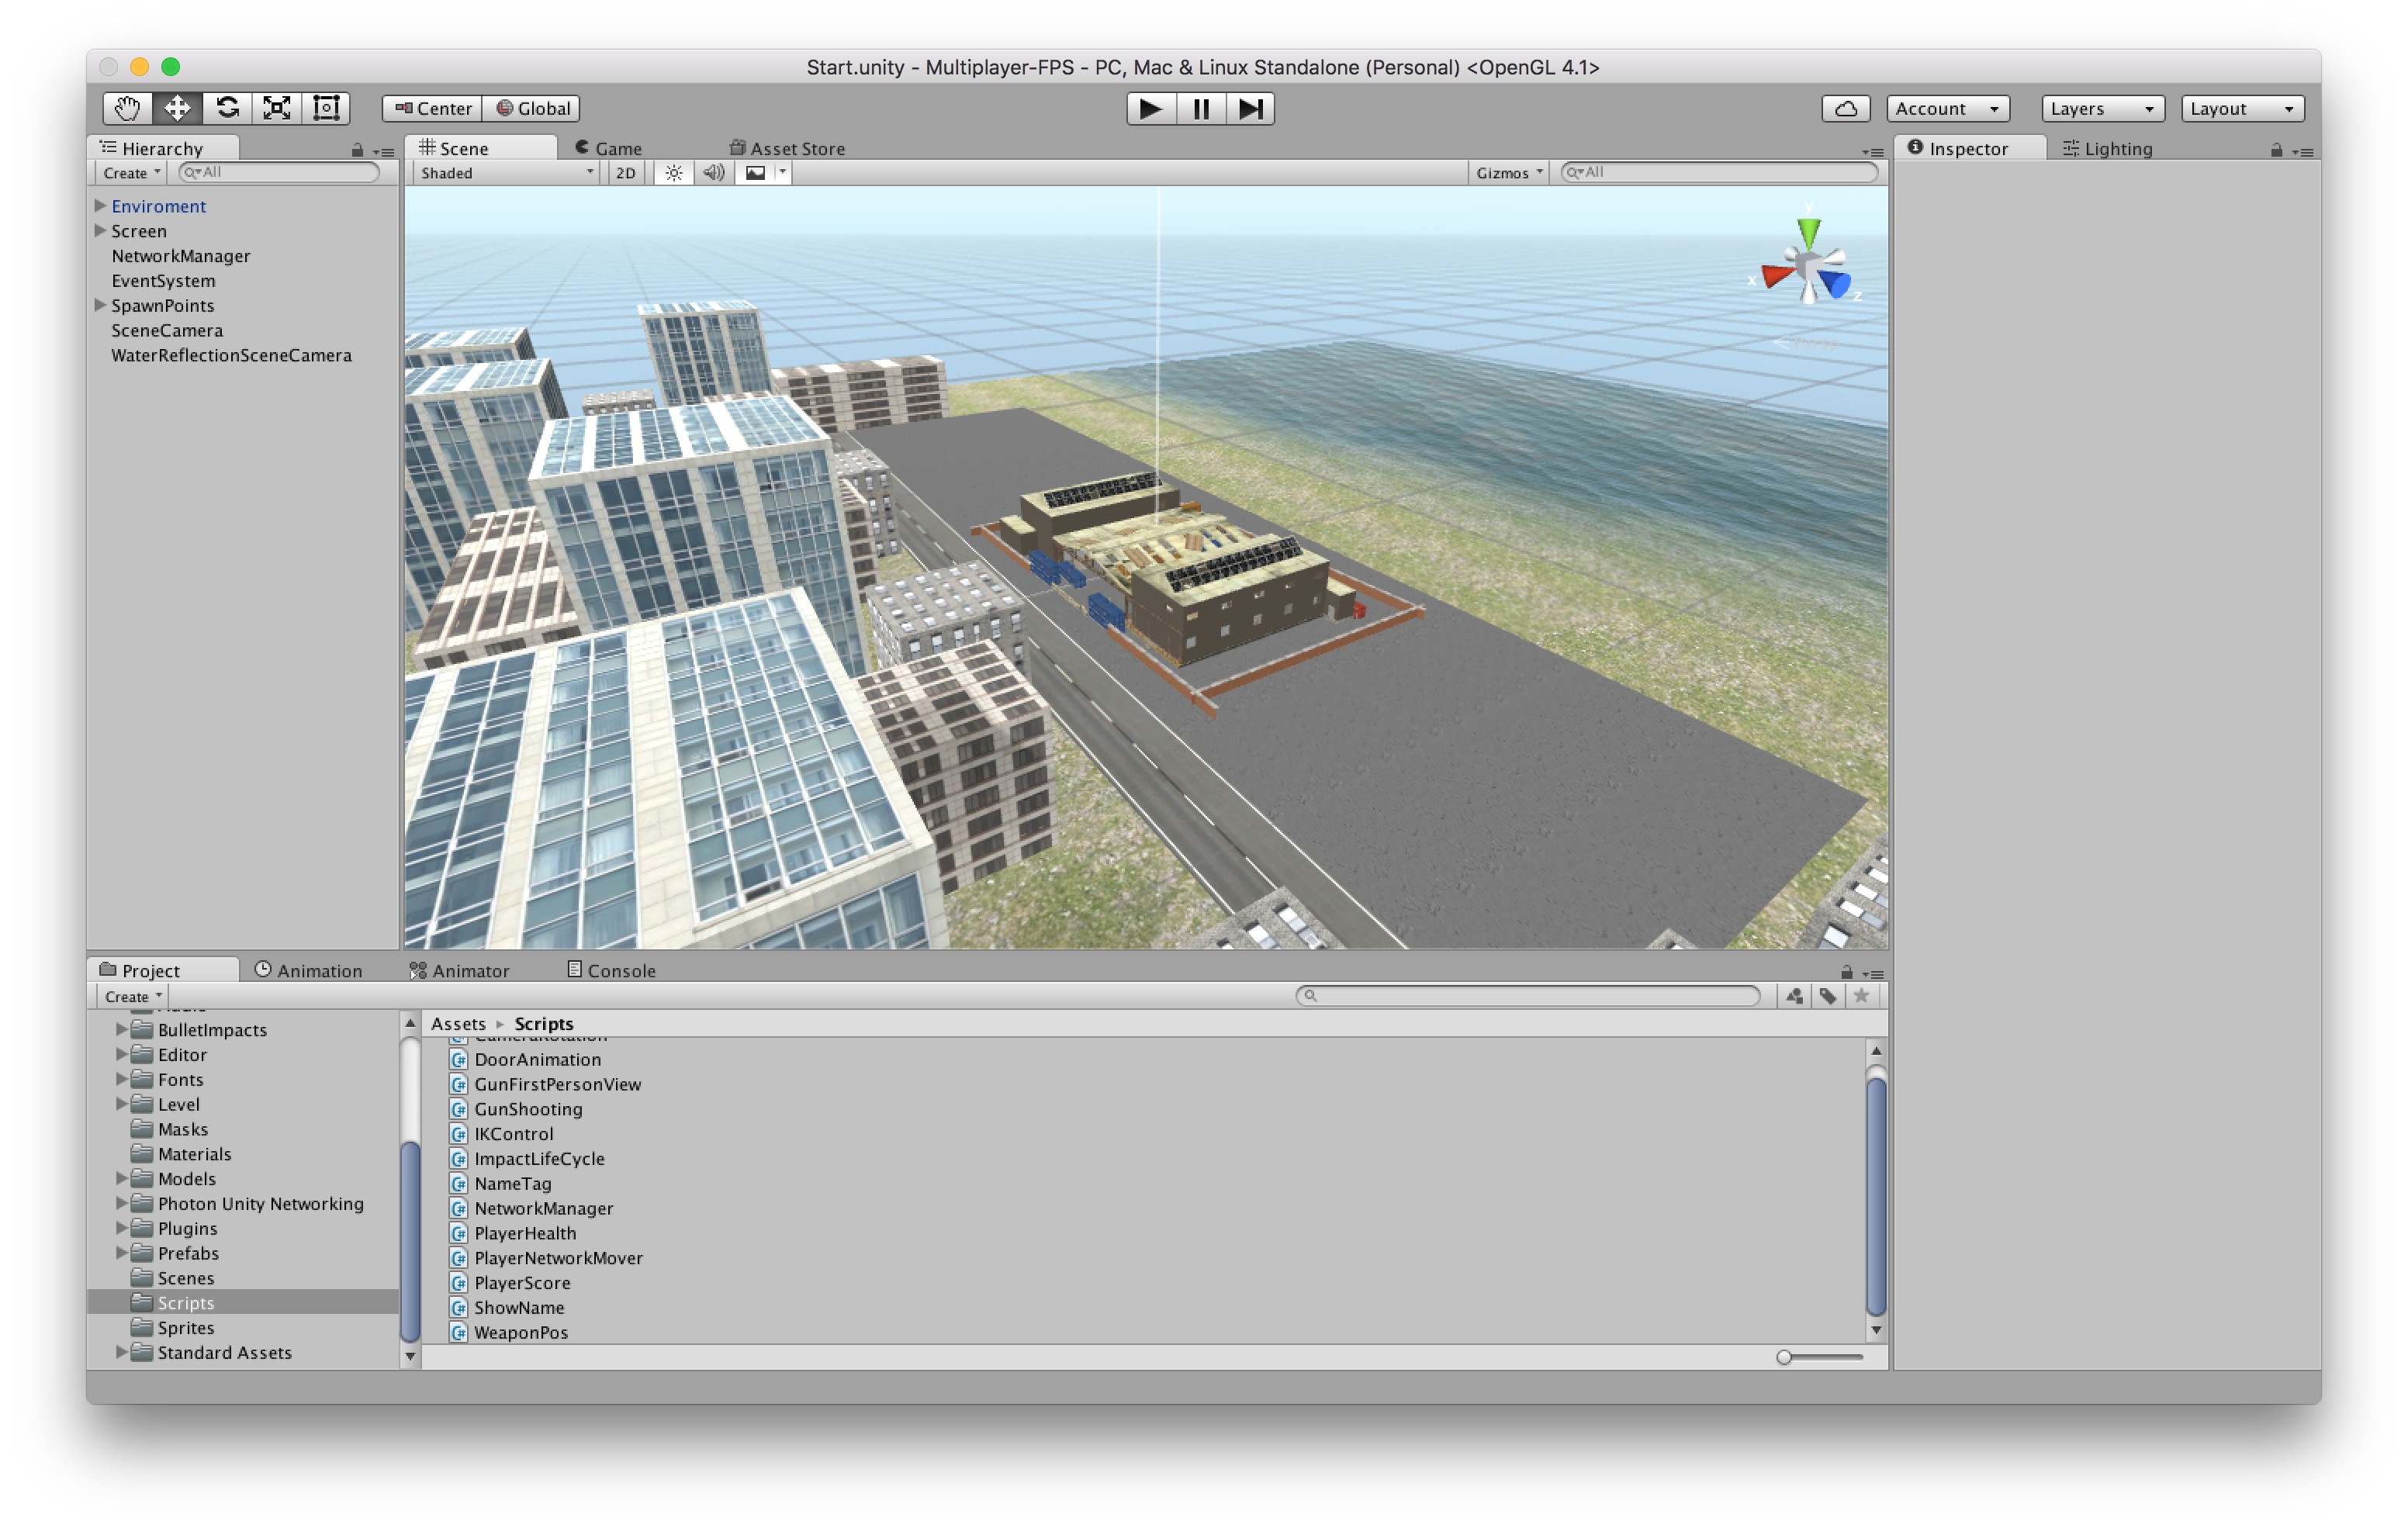 Start.unity - Multiplayer-FPS - PC, Mac & Linux Standalone (Personal) <OpenGL 4.1>
Center Global Account Layers Layout
Hierarchy
Create All
Enviroment
Screen
NetworkManager
EventSystem
SpawnPoints
SceneCamera
WaterReflectionSceneCamera
Scene Game Asset Store
Shaded 2D Gizmos All
y
x
z
Persp
Inspector Lighting
Project Animation Animator Console
Create
Audio
BulletImpacts
Editor
Fonts
Level
Masks
Materials
Models
Photon Unity Networking
Plugins
Prefabs
Scenes
Scripts
Sprites
Standard Assets
Assets Scripts
CameraRotation
DoorAnimation
GunFirstPersonView
GunShooting
IKControl
ImpactLifeCycle
NameTag
NetworkManager
PlayerHealth
PlayerNetworkMover
PlayerScore
ShowName
WeaponPos